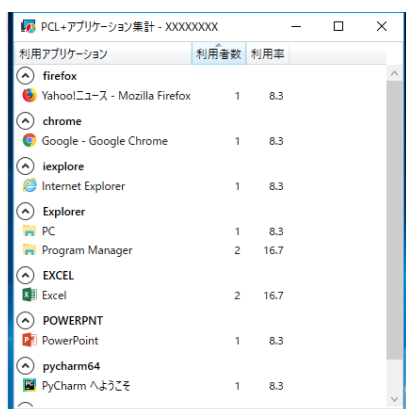 PCL+アプリケーション集計 - XXXXXXXX
利用アプリケーション 利用者数 利用率
firefox
Yahoo!ニュース - Mozilla Firefox 1 8.3
chrome
Google - Google Chrome 1 8.3
iexplore
Internet Explorer 1 8.3
Explorer
PC 1 8.3
Program Manager 2 16.7
EXCEL
Excel 2 16.7
POWERPNT
PowerPoint 1 8.3
pycharm64
PyCharm へようこそ 1 8.3